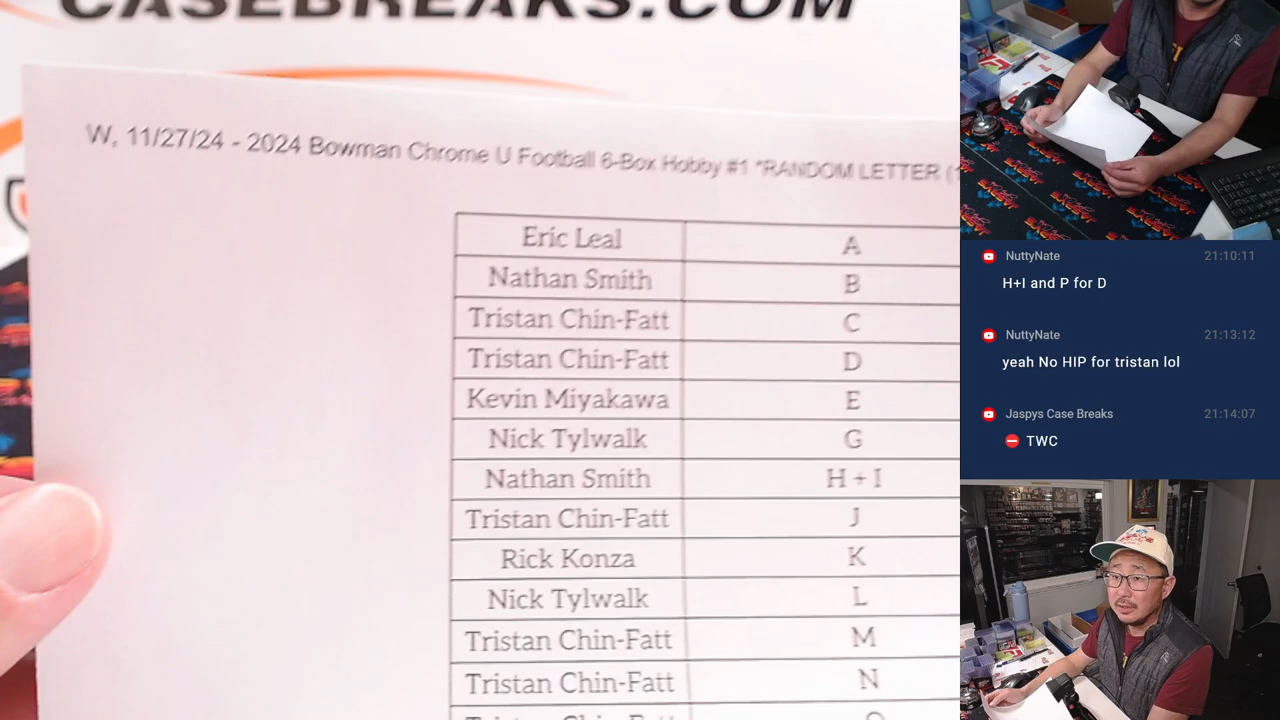 CASEBREAKS.COM
W, 11/27/24 - 2024 Bowman Chrome U Football 6-Box Hobby #1 *RANDOM LETTER (
Eric Leal A
Nathan Smith B
Tristan Chin-Fatt C
Tristan Chin-Fatt D
Kevin Miyakawa E
Nick Tylwalk G
Nathan Smith H + I
Tristan Chin-Fatt J
Rick Konza K
Nick Tylwalk L
Tristan Chin-Fatt M
Tristan Chin-Fatt N
NuttyNate 21:10:11
H+I and P for D
NuttyNate 21:13:12
yeah No HIP for tristan lol
Jaspys Case Breaks 21:14:07
TWC